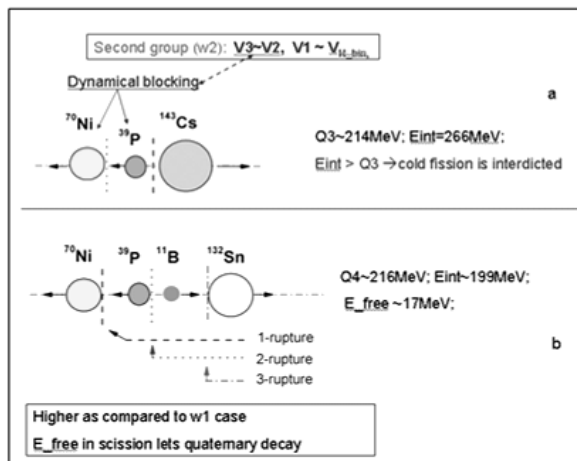 Second group (w2): V3~V2, V1 ~
Dynamical blocking
a
70Ni
39P
143Cs
Q3~214MeV; Eint=266MeV;
Eint > Q3 →cold fission is interdicted
70Ni
39P
11B
132Sn
Q4~216MeV; Eint~199MeV;
E_free ~17MeV;
1-rupture
2-rupture
3-rupture
b
Higher as compared to w1 case
E_free in scission lets quaternary decay